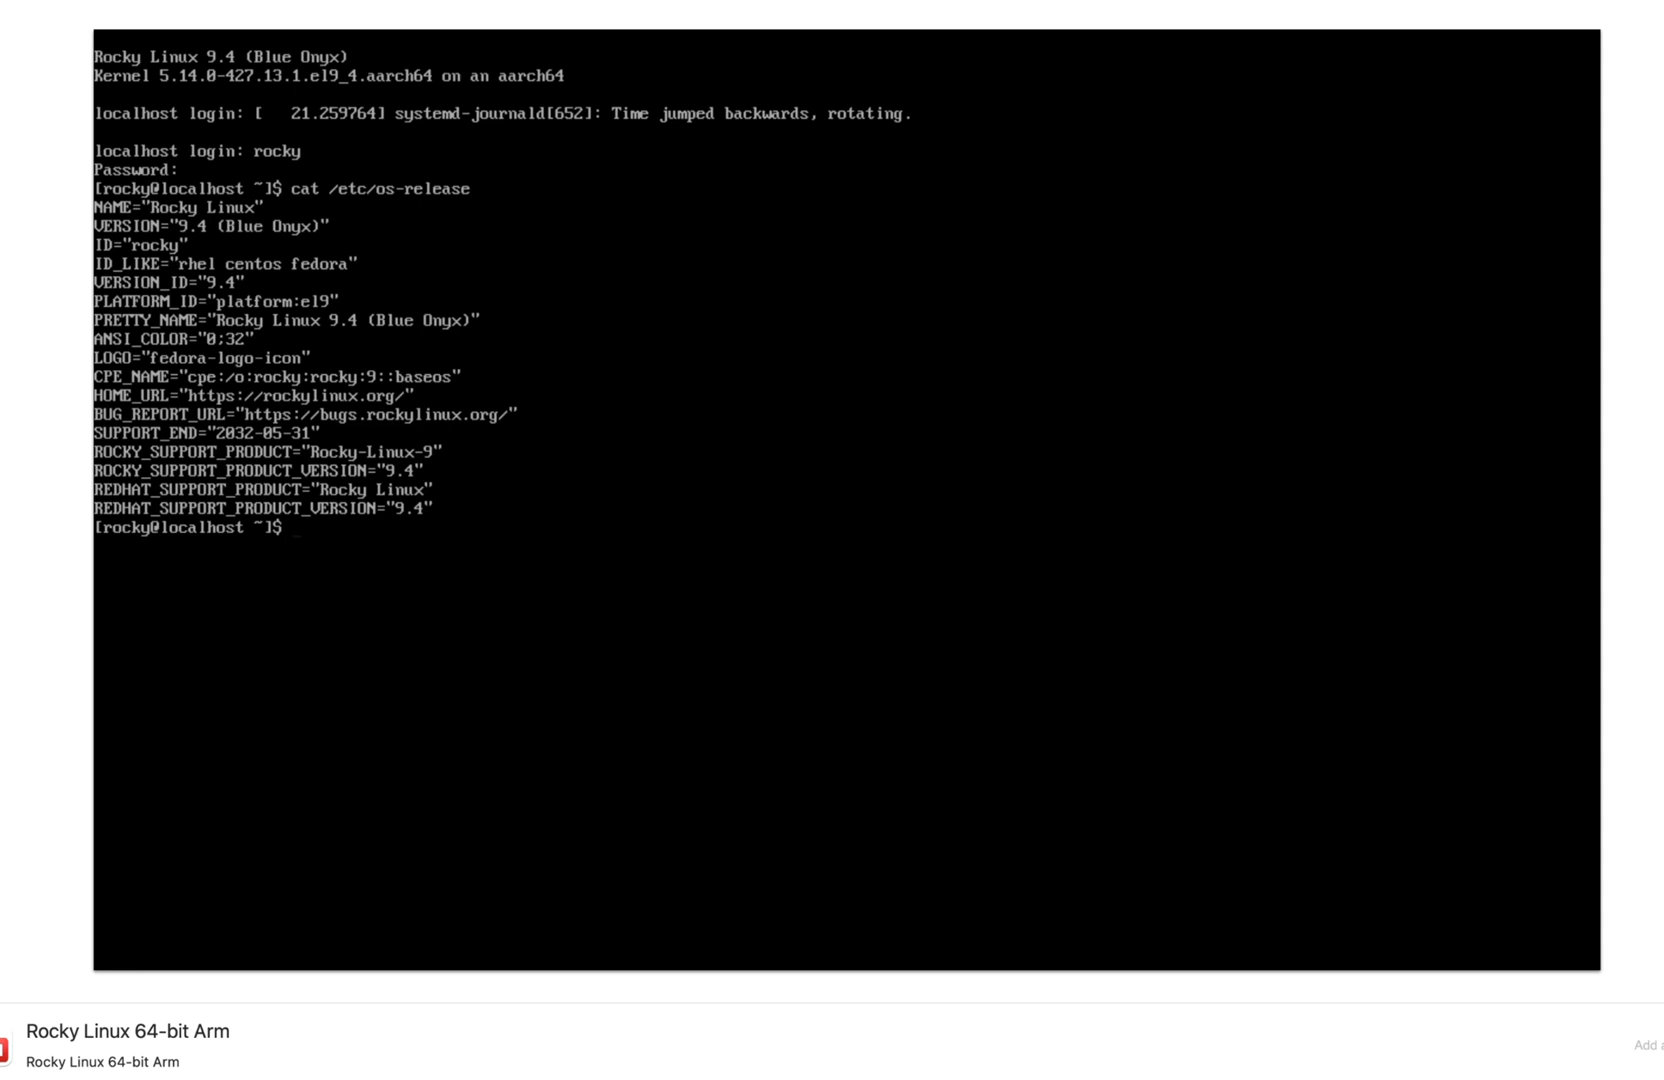 Rocky Linux 9.4 (Blue Onyx)
Kernel 5.14.0-427.13.1.el9_4.aarch64 on an aarch64
localhost login: [   21.259764] systemd-journald[652]: Time jumped backwards, rotating.
localhost login: rocky
Password:
[rocky@localhost ~]$ cat /etc/os-release
NAME="Rocky Linux"
VERSION="9.4 (Blue Onyx)"
ID="rocky"
ID_LIKE="rhel centos fedora"
VERSION_ID="9.4"
PLATFORM_ID="platform:el9"
PRETTY_NAME="Rocky Linux 9.4 (Blue Onyx)"
ANSI_COLOR="0;32"
LOGO="fedora-logo-icon"
CPE_NAME="cpe:/o:rocky:rocky:9::baseos"
HOME_URL="https://rockylinux.org/"
BUG_REPORT_URL="https://bugs.rockylinux.org/"
SUPPORT_END="2032-05-31"
ROCKY_SUPPORT_PRODUCT="Rocky-Linux-9"
ROCKY_SUPPORT_PRODUCT_VERSION="9.4"
REDHAT_SUPPORT_PRODUCT="Rocky Linux"
REDHAT_SUPPORT_PRODUCT_VERSION="9.4"
[rocky@localhost ~]$ _
Rocky Linux 64-bit Arm
Rocky Linux 64-bit Arm
Add